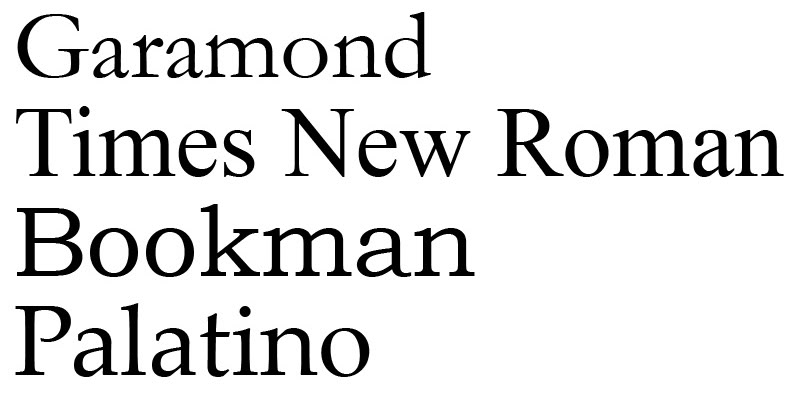 Garamond
Times New Roman
Bookman
Palatino